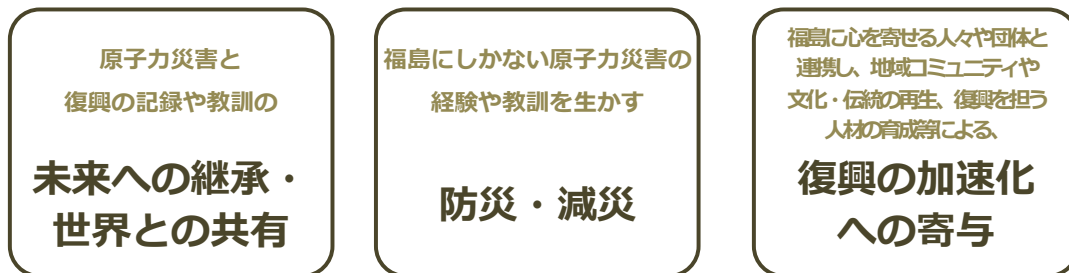 原子力災害と
復興の記録や教訓の
未来への継承・
世界との共有
福島にしかない原子力災害の
経験や教訓を生かす
防災・減災
福島に心を寄せる人々や団体と
連携し、地域コミュニティや
文化・伝統の再生、復興を担う
人材の育成等による、
復興の加速化
への寄与